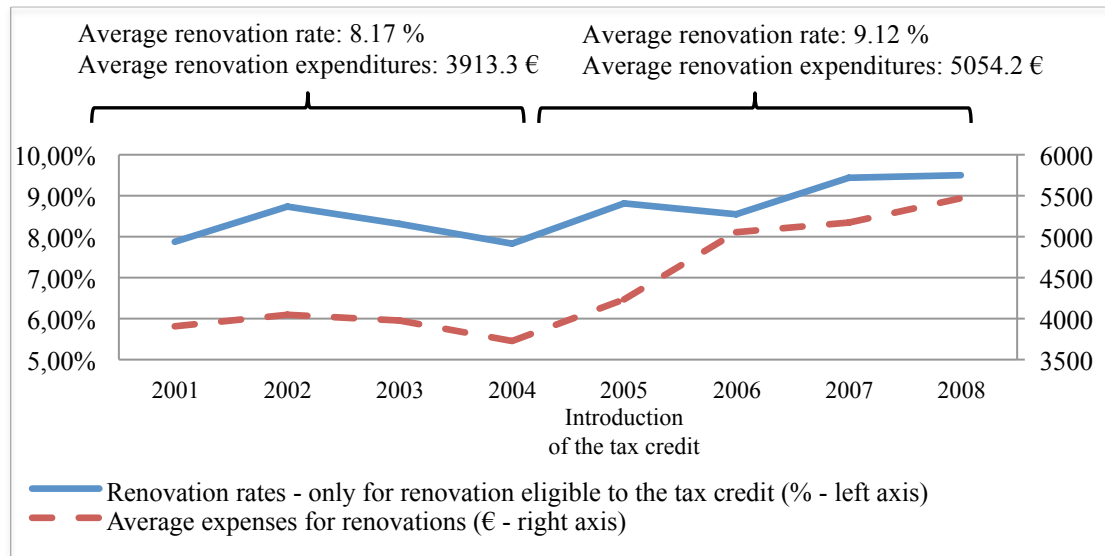 Average renovation rate: 8.17 %
Average renovation expenditures: 3913.3 €
Average renovation rate: 9.12 %
Average renovation expenditures: 5054.2 €
10,00%
9,00%
8,00%
7,00%
6,00%
5,00%
6000
5500
5000
4500
4000
3500
2001 2002 2003 2004 2005 2006 2007 2008
Introduction
of the tax credit
Renovation rates - only for renovation eligible to the tax credit (% - left axis)
Average expenses for renovations (€ - right axis)